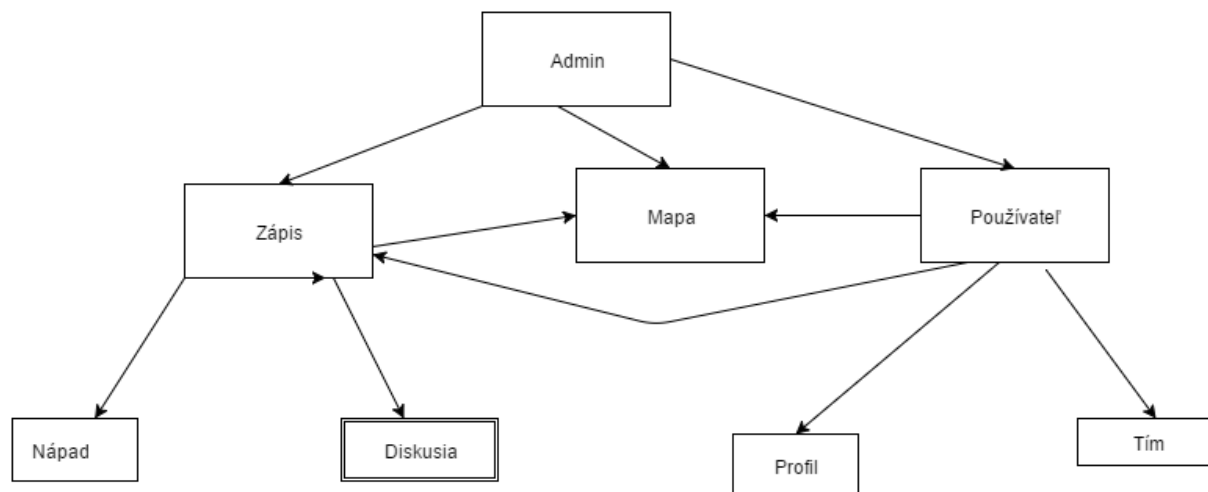 Admin
Zápis
Mapa
Používateľ
Nápad
Diskusia
Profil
Tím